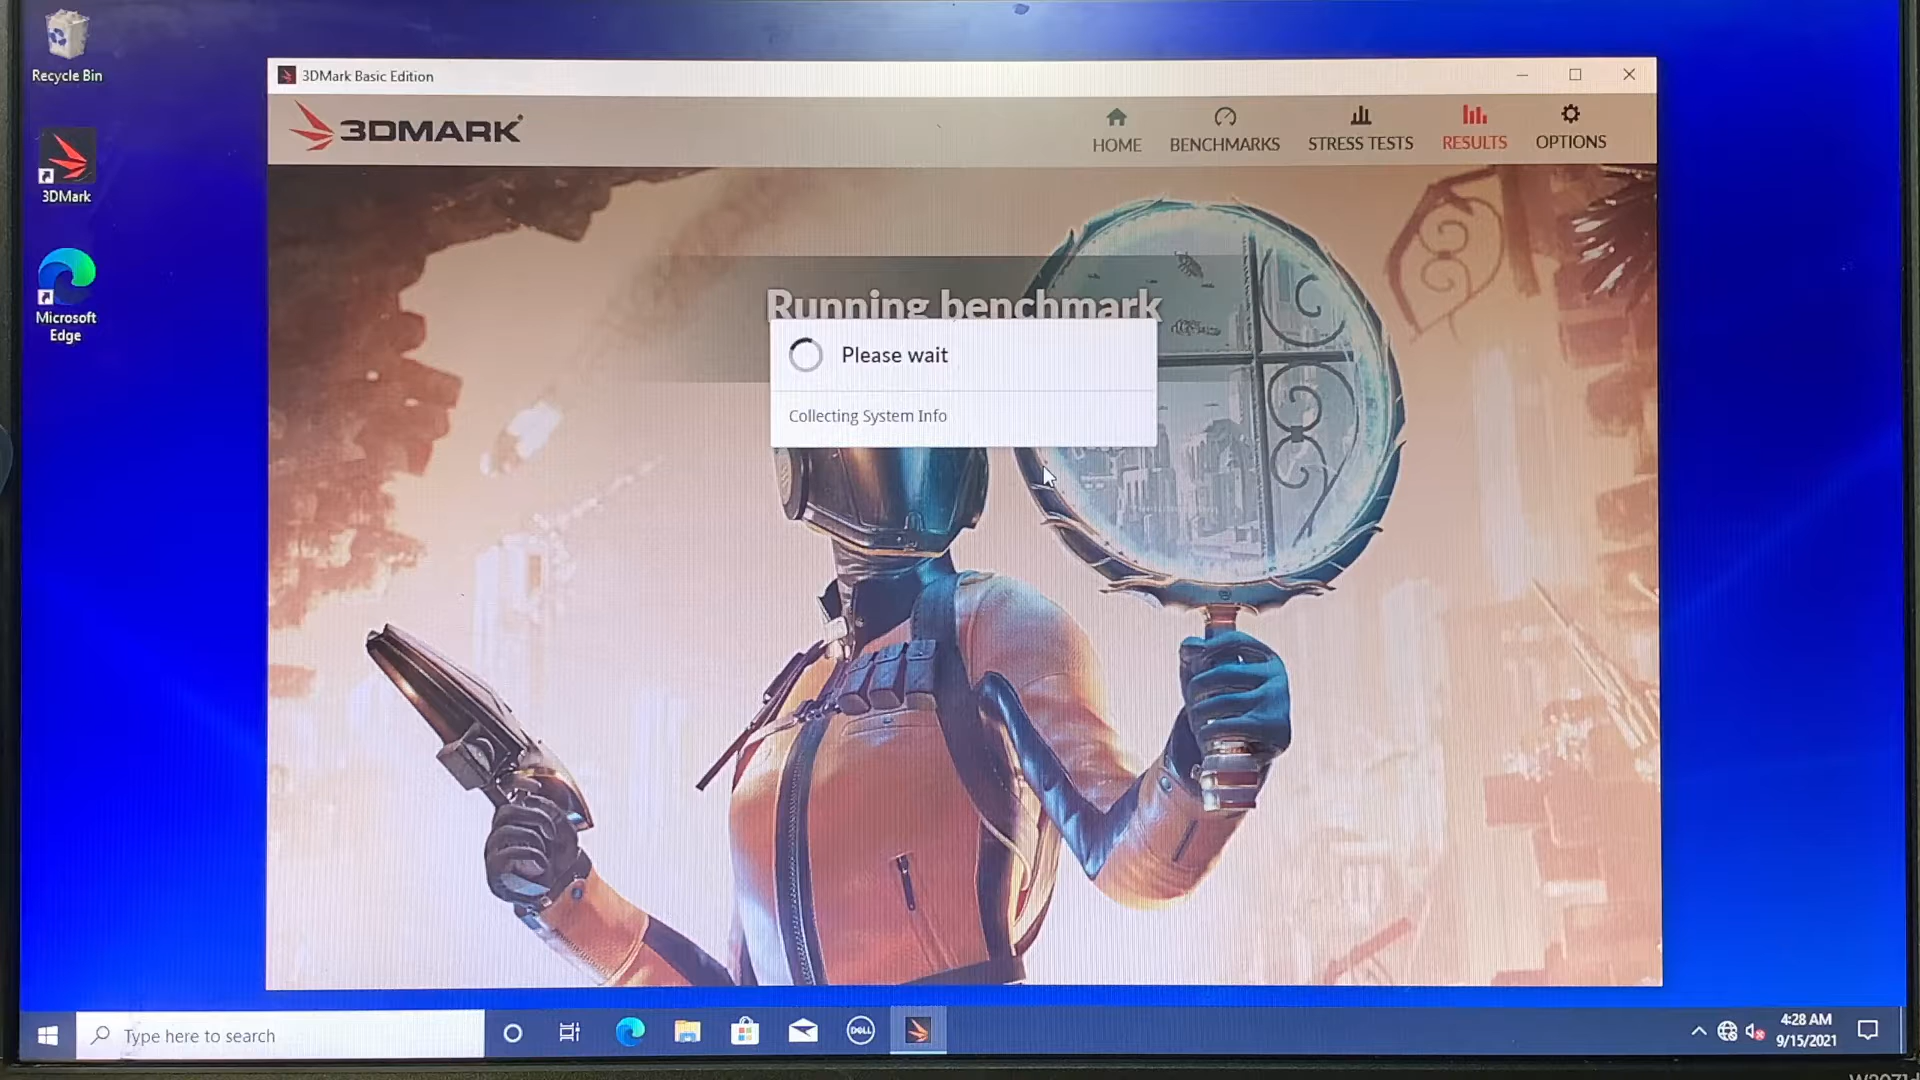 Recycle Bin
3DMark
Microsoft
Edge
3DMark Basic Edition
3DMARK
HOME
BENCHMARKS
STRESS TESTS
RESULTS
OPTIONS
Running benchmark
Please wait
Collecting System Info
Type here to search
DELL
4:28 AM
9/15/2021